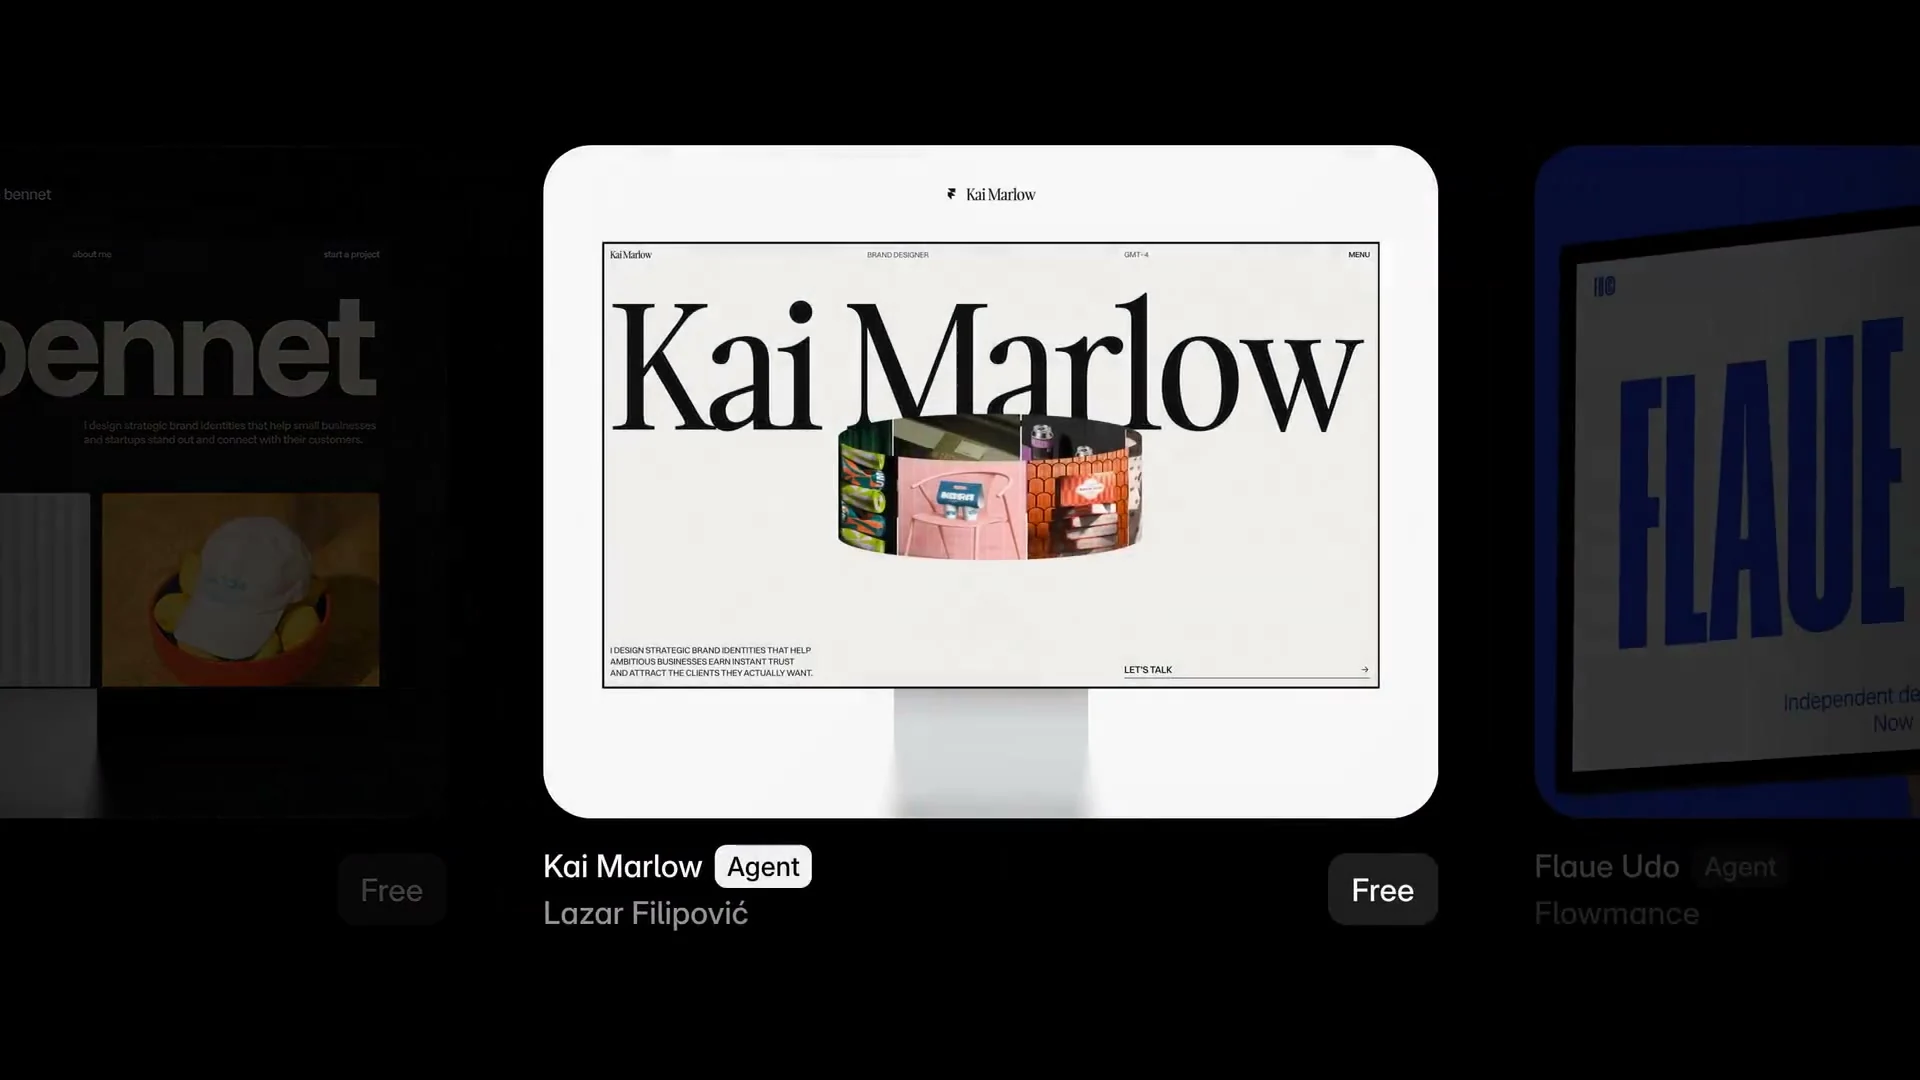 bennet
about me
start a project
bennet
I design strategic brand identities that help small businesses
and startups stand out and connect with their customers.
Free
Kai Marlow
Kai Marlow
BRAND DESIGNER
GMT-4
MENU
Kai Marlow
I DESIGN STRATEGIC BRAND IDENTITIES THAT HELP
AMBITIOUS BUSINESSES EARN INSTANT TRUST
AND ATTRACT THE CLIENTS THEY ACTUALLY WANT.
LET'S TALK
Kai Marlow
Agent
Lazar Filipović
Free
FLAUE
Independent de
Now
Flaue Udo
Agent
Flowmance